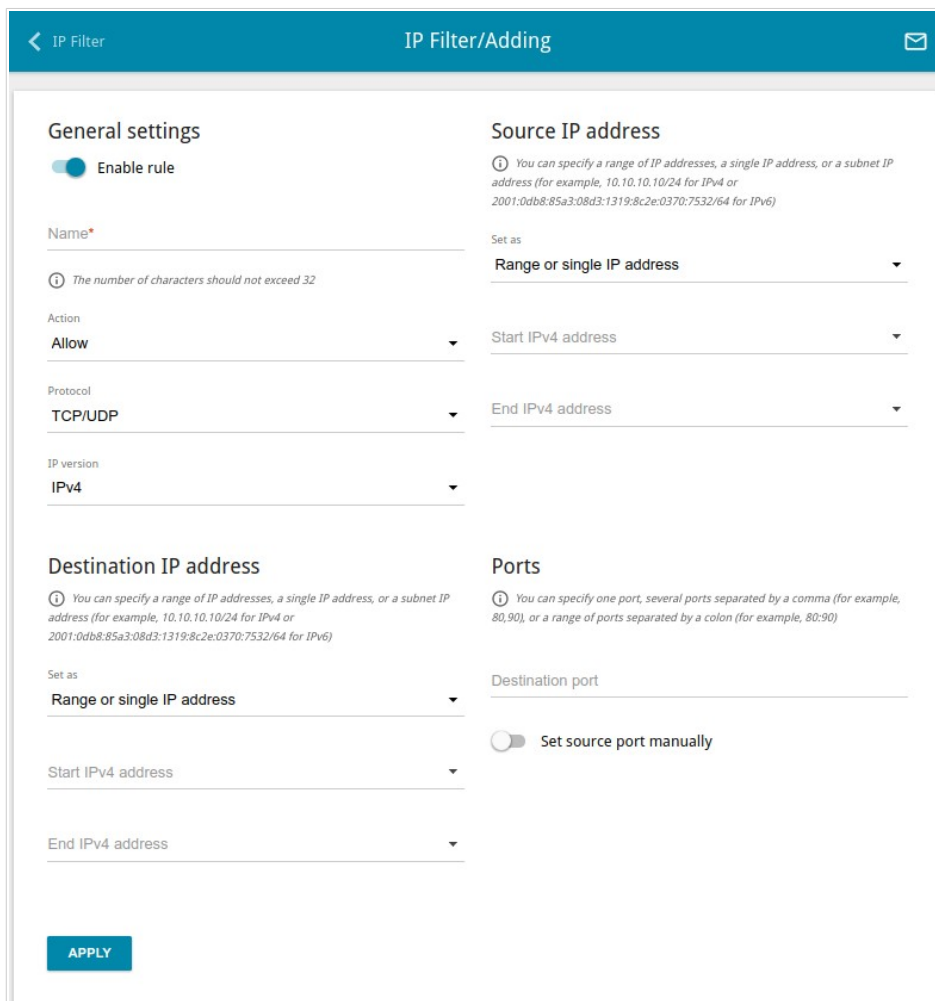 IP Filter
IP Filter/Adding
General settings
Enable rule
Name*
The number of characters should not exceed 32
Action
Allow
Protocol
TCP/UDP
IP version
IPv4
Source IP address
You can specify a range of IP addresses, a single IP address, or a subnet IP
address (for example, 10.10.10.10/24 for IPv4 or
2001:0db8:85a3:08d3:1319:8c2e:0370:7532/64 for IPv6)
Set as
Range or single IP address
Start IPv4 address
End IPv4 address
Destination IP address
You can specify a range of IP addresses, a single IP address, or a subnet IP
address (for example, 10.10.10.10/24 for IPv4 or
2001:0db8:85a3:08d3:1319:8c2e:0370:7532/64 for IPv6)
Set as
Range or single IP address
Start IPv4 address
End IPv4 address
Ports
You can specify one port, several ports separated by a comma (for example,
80,90), or a range of ports separated by a colon (for example, 80:90)
Destination port
Set source port manually
APPLY